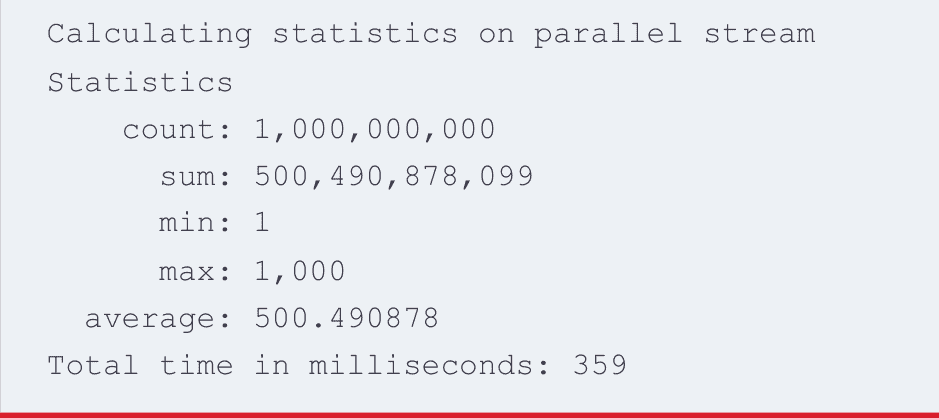 Calculating statistics on parallel stream
Statistics
count: 1,000,000,000
sum: 500,490,878,099
min: 1
max: 1,000
average: 500.490878
Total time in milliseconds: 359